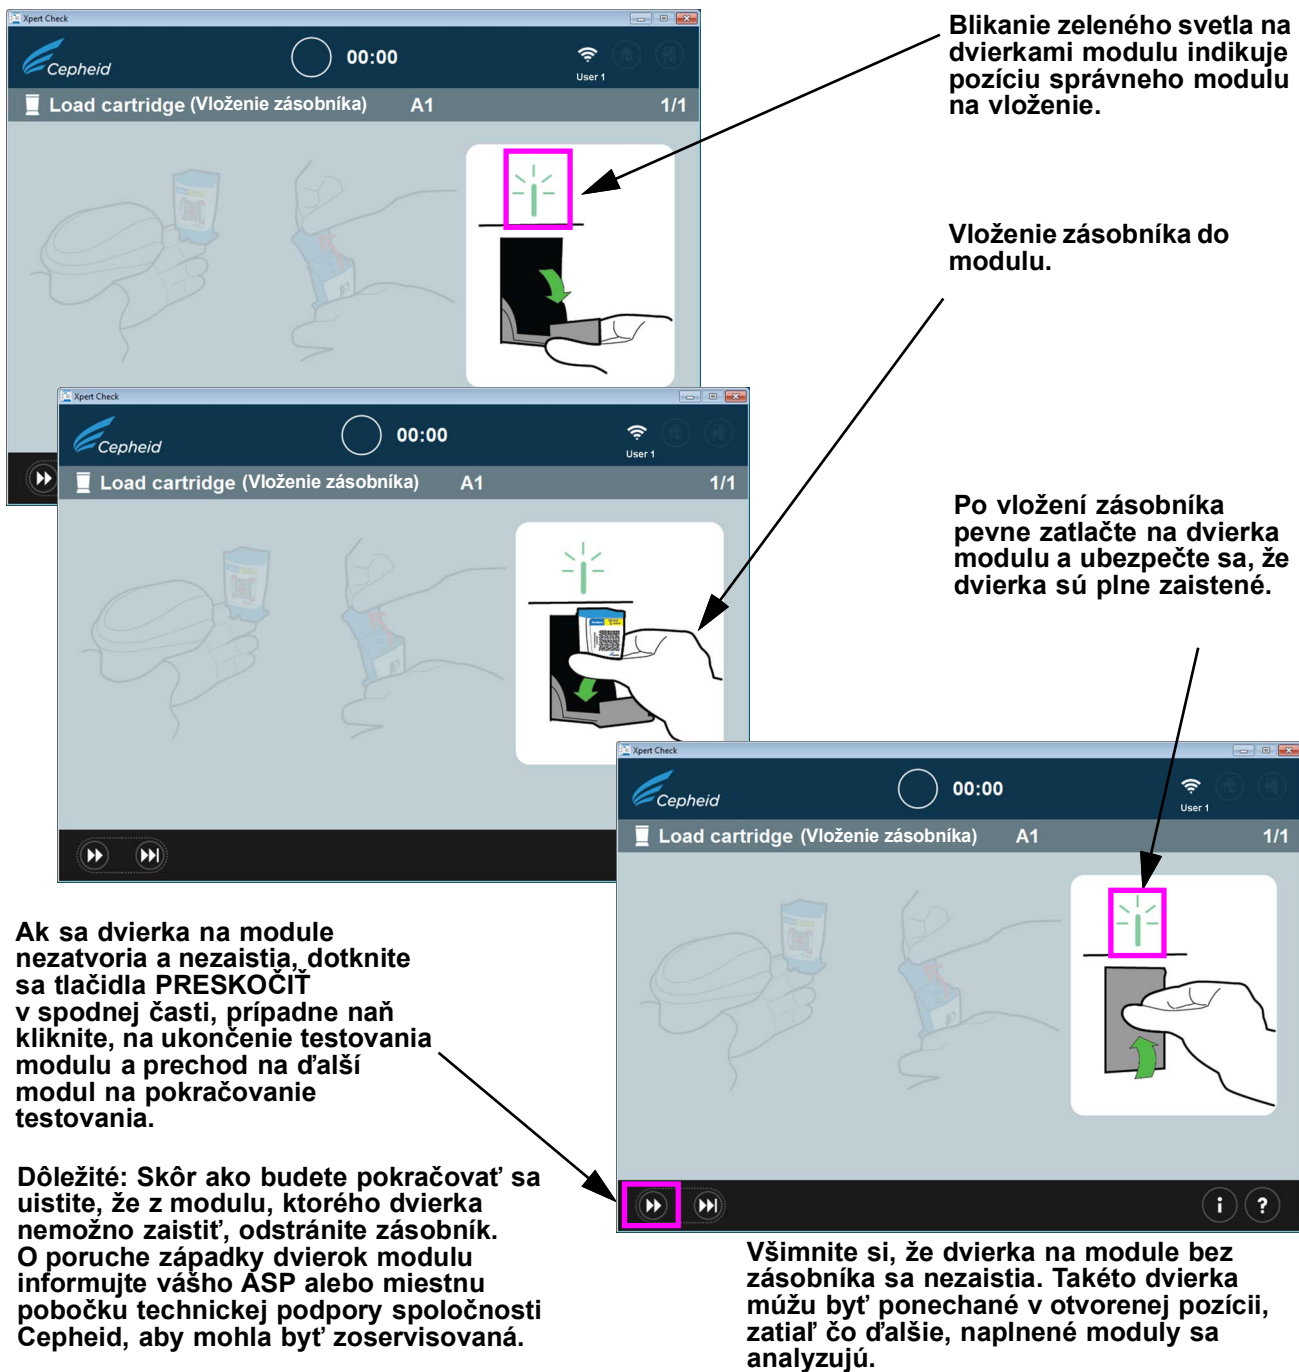 Xpert Check
Cepheid
00:00
User 1
Load cartridge (Vloženie zásobníka) A1 1/1
Blikanie zeleného svetla na
dvierkami modulu indikuje
pozíciu správneho modulu
na vloženie.
Vloženie zásobníka do
modulu.
Xpert Check
Cepheid
00:00
User 1
Load cartridge (Vloženie zásobníka) A1 1/1
Po vložení zásobníka
pevne zatlačte na dvierka
modulu a ubezpečte sa, že
dvierka sú plne zaistené.
Xpert Check
Cepheid
00:00
User 1
Load cartridge (Vloženie zásobníka) A1 1/1
i ?
Ak sa dvierka na module
nezatvoria a nezaistia, dotknite
sa tlačidla PRESKOČIŤ
v spodnej časti, prípadne naň
kliknite, na ukončenie testovania
modulu a prechod na ďalší
modul na pokračovanie
testovania.
Dôležité: Skôr ako budete pokračovať sa
uistite, že z modulu, ktorého dvierka
nemožno zaistiť, odstránite zásobník.
O poruche západky dvierok modulu
informujte vášho ASP alebo miestnu
pobočku technickej podpory spoločnosti
Cepheid, aby mohla byť zoservisovaná.
Všimnite si, že dvierka na module bez
zásobníka sa nezaistia. Takéto dvierka
múžu byť ponechané v otvorenej pozícii,
zatiaľ čo ďalšie, naplnené moduly sa
analyzujú.